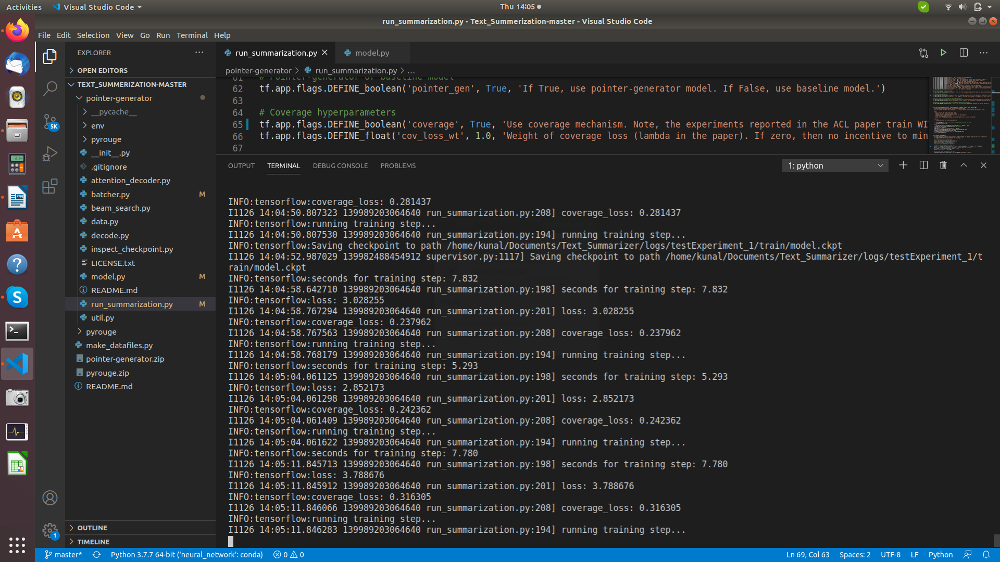 Activities
Visual Studio Code
Thu 14:05
run_summarization.py - Text_Summerization-master - Visual Studio Code
File Edit Selection View Go Run Terminal Help
EXPLORER
OPEN EDITORS
TEXT_SUMMERIZATION-MASTER
pointer-generator
__pycache__
env
pyrouge
__init__.py
.gitignore
attention_decoder.py
batcher.py M
beam_search.py
data.py
decode.py
inspect_checkpoint.py
LICENSE.txt
model.py M
README.md
run_summarization.py M
util.py
pyrouge
make_datafiles.py
pointer-generator.zip
pyrouge.zip
README.md
OUTLINE
TIMELINE
5K
1
run_summarization.py
model.py
pointer-generator > run_summarization.py > ...
61 # Pointer-generator or baseline model
62 tf.app.flags.DEFINE_boolean('pointer_gen', True, 'If True, use pointer-generator model. If False, use baseline model.')
63
64 # Coverage hyperparameters
65 tf.app.flags.DEFINE_boolean('coverage', True, 'Use coverage mechanism. Note, the experiments reported in the ACL paper train WI
66 tf.app.flags.DEFINE_float('cov_loss_wt', 1.0, 'Weight of coverage loss (lambda in the paper). If zero, then no incentive to min
67
OUTPUT TERMINAL DEBUG CONSOLE PROBLEMS
1: python
INFO:tensorflow:coverage_loss: 0.281437
I1126 14:04:50.807323 139989203064640 run_summarization.py:208] coverage_loss: 0.281437
INFO:tensorflow:running training step...
I1126 14:04:50.807530 139989203064640 run_summarization.py:194] running training step...
INFO:tensorflow:Saving checkpoint to path /home/kunal/Documents/Text_Summarizer/logs/testExperiment_1/train/model.ckpt
I1126 14:04:52.987029 139982488454912 supervisor.py:1117] Saving checkpoint to path /home/kunal/Documents/Text_Summarizer/logs/testExperiment_1/t
rain/model.ckpt
INFO:tensorflow:seconds for training step: 7.832
I1126 14:04:58.642710 139989203064640 run_summarization.py:198] seconds for training step: 7.832
INFO:tensorflow:loss: 3.028255
I1126 14:04:58.767294 139989203064640 run_summarization.py:201] loss: 3.028255
INFO:tensorflow:coverage_loss: 0.237962
I1126 14:04:58.767563 139989203064640 run_summarization.py:208] coverage_loss: 0.237962
INFO:tensorflow:running training step...
I1126 14:04:58.768179 139989203064640 run_summarization.py:194] running training step...
INFO:tensorflow:seconds for training step: 5.293
I1126 14:05:04.061125 139989203064640 run_summarization.py:198] seconds for training step: 5.293
INFO:tensorflow:loss: 2.852173
I1126 14:05:04.061298 139989203064640 run_summarization.py:201] loss: 2.852173
INFO:tensorflow:coverage_loss: 0.242362
I1126 14:05:04.061409 139989203064640 run_summarization.py:208] coverage_loss: 0.242362
INFO:tensorflow:running training step...
I1126 14:05:04.061622 139989203064640 run_summarization.py:194] running training step...
INFO:tensorflow:seconds for training step: 7.780
I1126 14:05:11.845713 139989203064640 run_summarization.py:198] seconds for training step: 7.780
INFO:tensorflow:loss: 3.788676
I1126 14:05:11.845912 139989203064640 run_summarization.py:201] loss: 3.788676
INFO:tensorflow:coverage_loss: 0.316305
I1126 14:05:11.846066 139989203064640 run_summarization.py:208] coverage_loss: 0.316305
INFO:tensorflow:running training step...
I1126 14:05:11.846283 139989203064640 run_summarization.py:194] running training step...
master* Python 3.7.7 64-bit ('neural_network': conda) 0 0 Ln 69, Col 63 Spaces: 2 UTF-8 LF Python